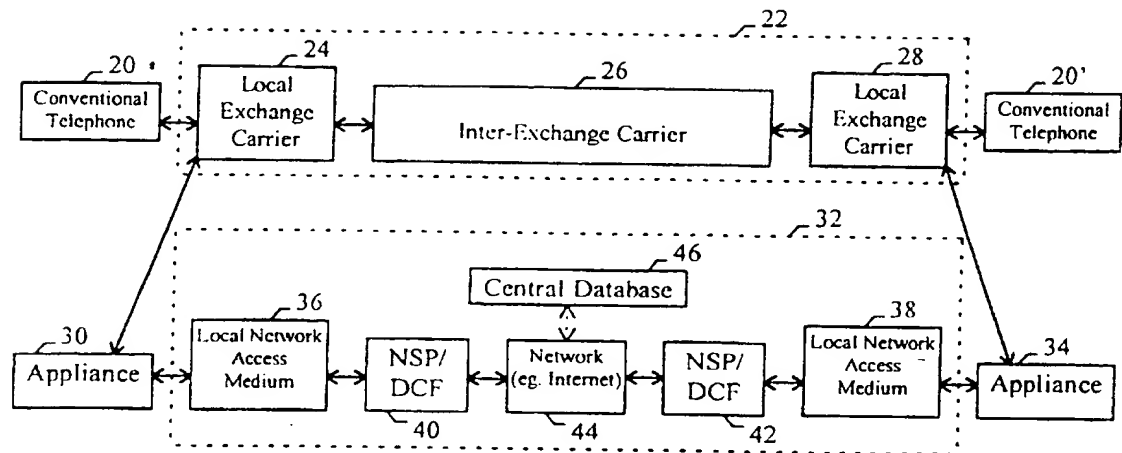 22
24
26
28
20
20'
Conventional
Telephone
Local
Exchange
Carrier
Inter-Exchange Carrier
Local
Exchange
Carrier
Conventional
Telephone
32
46
Central Database
36
38
30
34
Appliance
Local Network
Access
Medium
NSP/
DCF
Network
(eg. Internet)
NSP/
DCF
Local Network
Access
Medium
Appliance
40
44
42